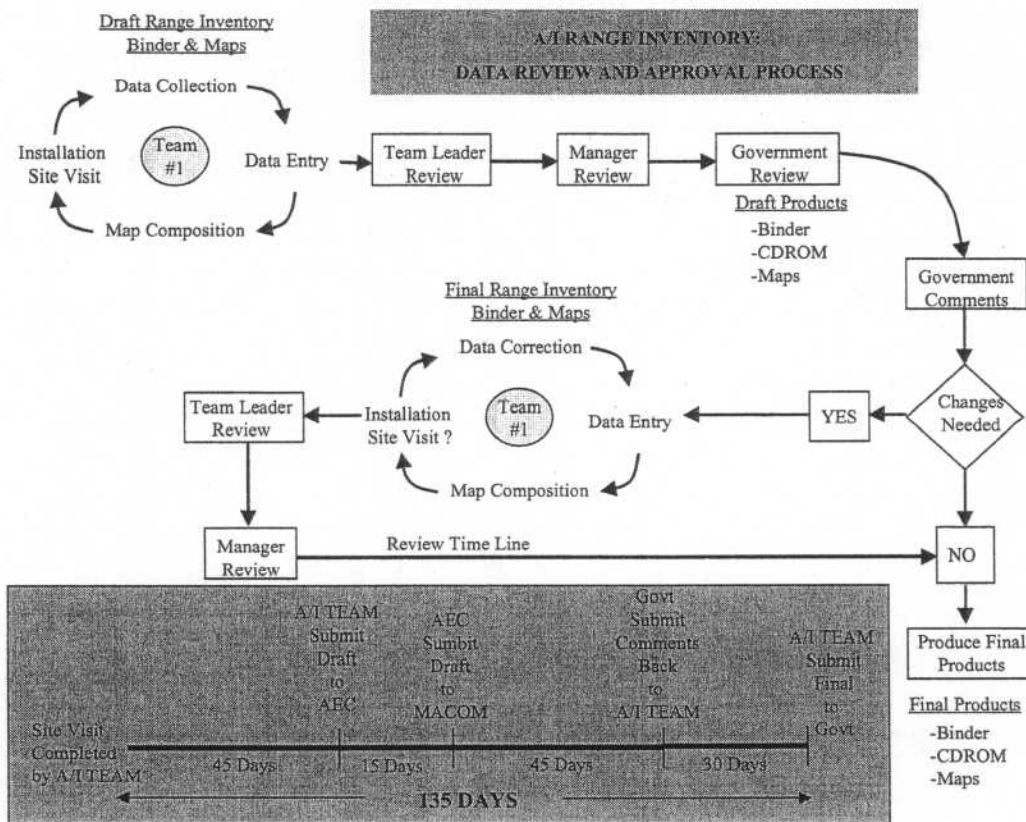 Draft Range Inventory
Binder & Maps
A/I RANGE INVENTORY:
DATA REVIEW AND APPROVAL PROCESS
Data Collection
Installation
Site Visit
Team
#1
Data Entry
Map Composition
Team Leader
Review
Manager
Review
Government
Review
Draft Products
-Binder
-CDROM
-Maps
Government
Comments
Final Range Inventory
Binder & Maps
Data Correction
Team Leader
Review
Installation
Site Visit ?
Team
#1
Data Entry
YES
Changes
Needed
Map Composition
Manager
Review
Review Time Line
NO
Produce Final
Products
Final Products
-Binder
-CDROM
-Maps
Site Visit
Completed
by A/I TEAM
A/I TEAM
Submit
Draft
to
AEC
AEC
Sumbit
Draft
to
MACOM
Govt
Submit
Comments
Back
to
A/I TEAM
A/I TEAM
Submit
Final
to
Govt
45 Days
15 Days
45 Days
30 Days
135 DAYS